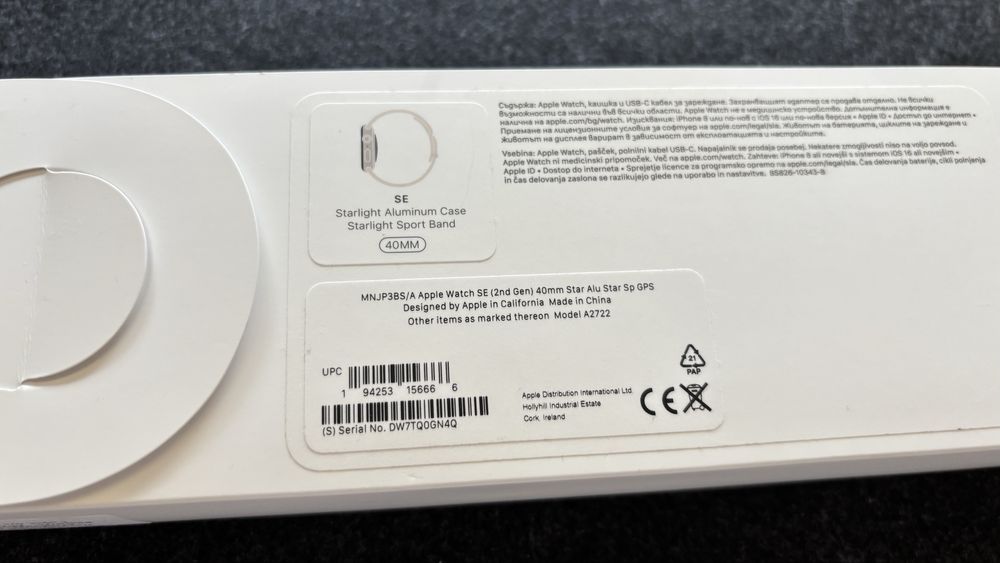 SE
Starlight Aluminum Case
Starlight Sport Band
40MM
Съдържа: Apple Watch, каишка и USB-C кабел за зареждане. Захранващият адаптер се продава отделно. Не всички
възможности са налични във всички области. Apple Watch не е медицинско устройство. Допълнителна информация е
налична на apple.com/bg/watch. Изисквания: iPhone 8 или по-нов с iOS 16 или по-нова версия • Apple ID • Достъп до интернет •
Приемане на лицензионните условия за софтуер на apple.com/legal/sla. Животът на батерията, циклите на зареждане и
животът на дисплея варират в зависимост от експлоатацията и настройките.
Vsebina: Apple Watch, pašček, polnilni kabel USB-C. Napajalnik se prodaja posebej. Nekatere zmogljivosti niso na voljo povsod.
Apple Watch ni medicinski pripomoček. Več na apple.com/watch. Zahteve: iPhone 8 ali novejši s sistemom iOS 16 ali novejšim •
Apple ID • Dostop do interneta • Sprejetje licence za programsko opremo na apple.com/legal/sla. Čas delovanja baterije, cikli polnjenja
in čas delovanja zaslona se razlikujejo glede na uporabo in nastavitve. 85826-10343-B
MNJP3BS/A Apple Watch SE (2nd Gen) 40mm Star Alu Star Sp GPS
Designed by Apple in California Made in China
Other items as marked thereon Model A2722
UPC
1 94253 15666 6
(S) Serial No. DW7TQ0GN4Q
Apple Distribution International Ltd.
Hollyhill Industrial Estate
Cork, Ireland
21
PAP
CE